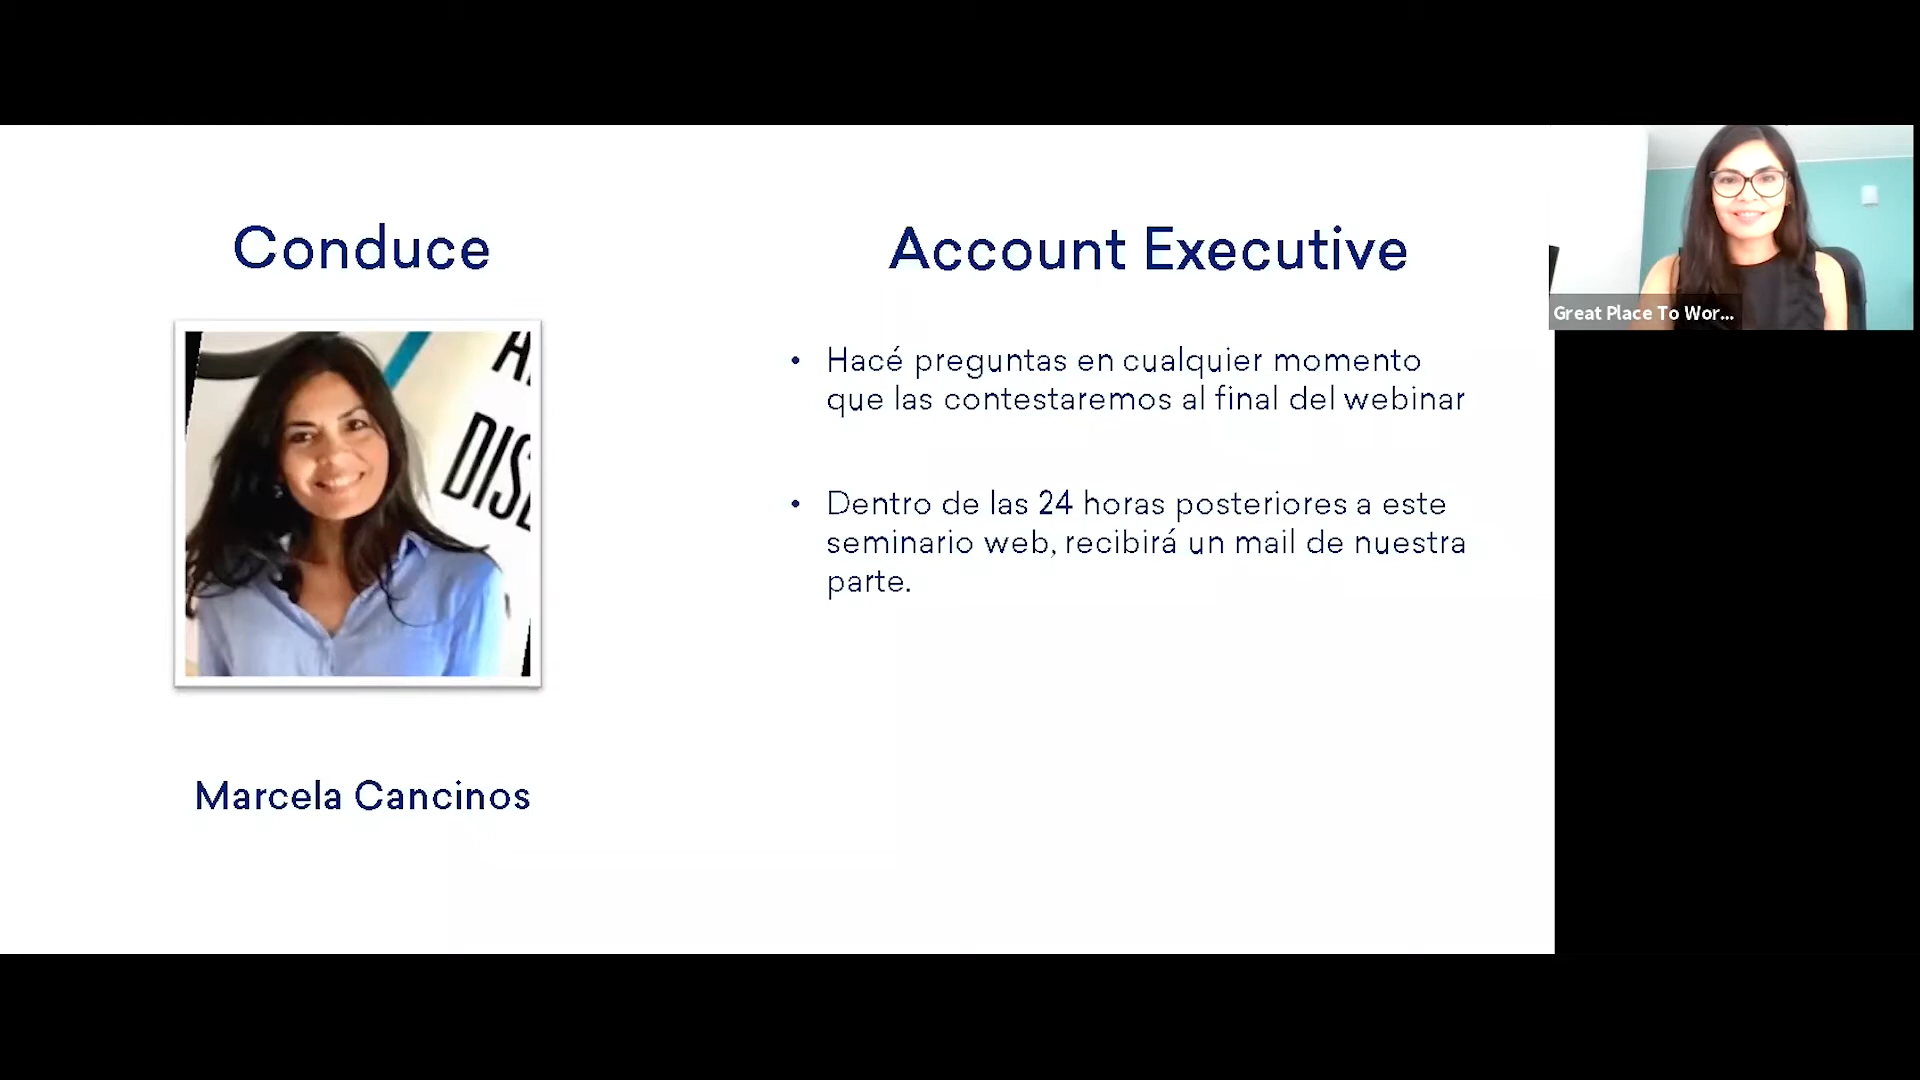 Conduce
Account Executive
Great Place To Wor...
• Hacé preguntas en cualquier momento
que las contestaremos al final del webinar
• Dentro de las 24 horas posteriores a este
seminario web, recibirá un mail de nuestra
parte.
Marcela Cancinos